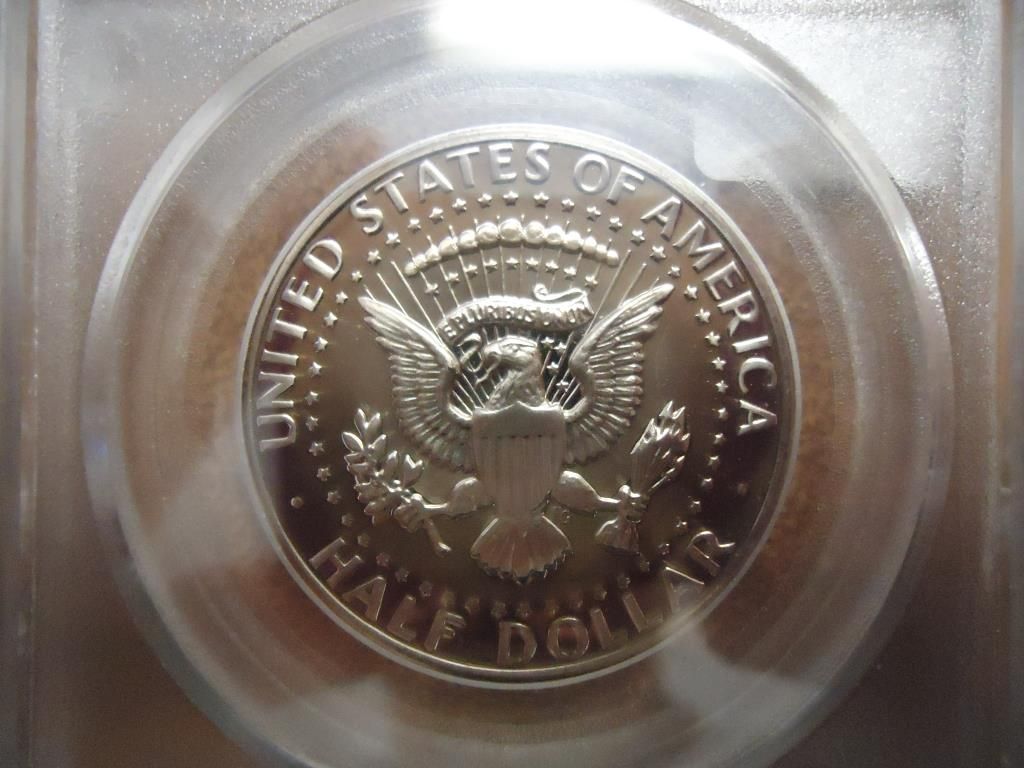 UNITED STATES OF AMERICA
E PLURIBUS UNUM
HALF DOLLAR